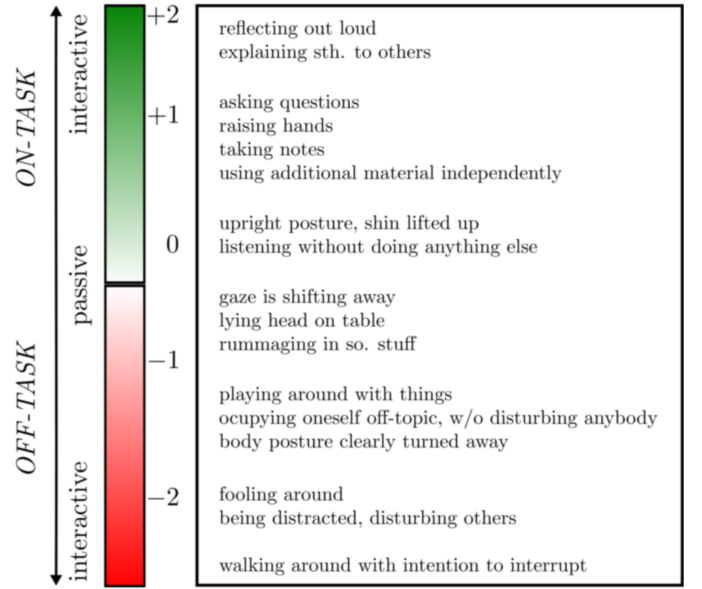 ON-TASK
OFF-TASK
interactive
passive
interactive
+2
+1
0
−1
−2
reflecting out loud
explaining sth. to others
asking questions
raising hands
taking notes
using additional material independently
upright posture, shin lifted up
listening without doing anything else
gaze is shifting away
lying head on table
rummaging in so. stuff
playing around with things
ocupying oneself off-topic, w/o disturbing anybody
body posture clearly turned away
fooling around
being distracted, disturbing others
walking around with intention to interrupt